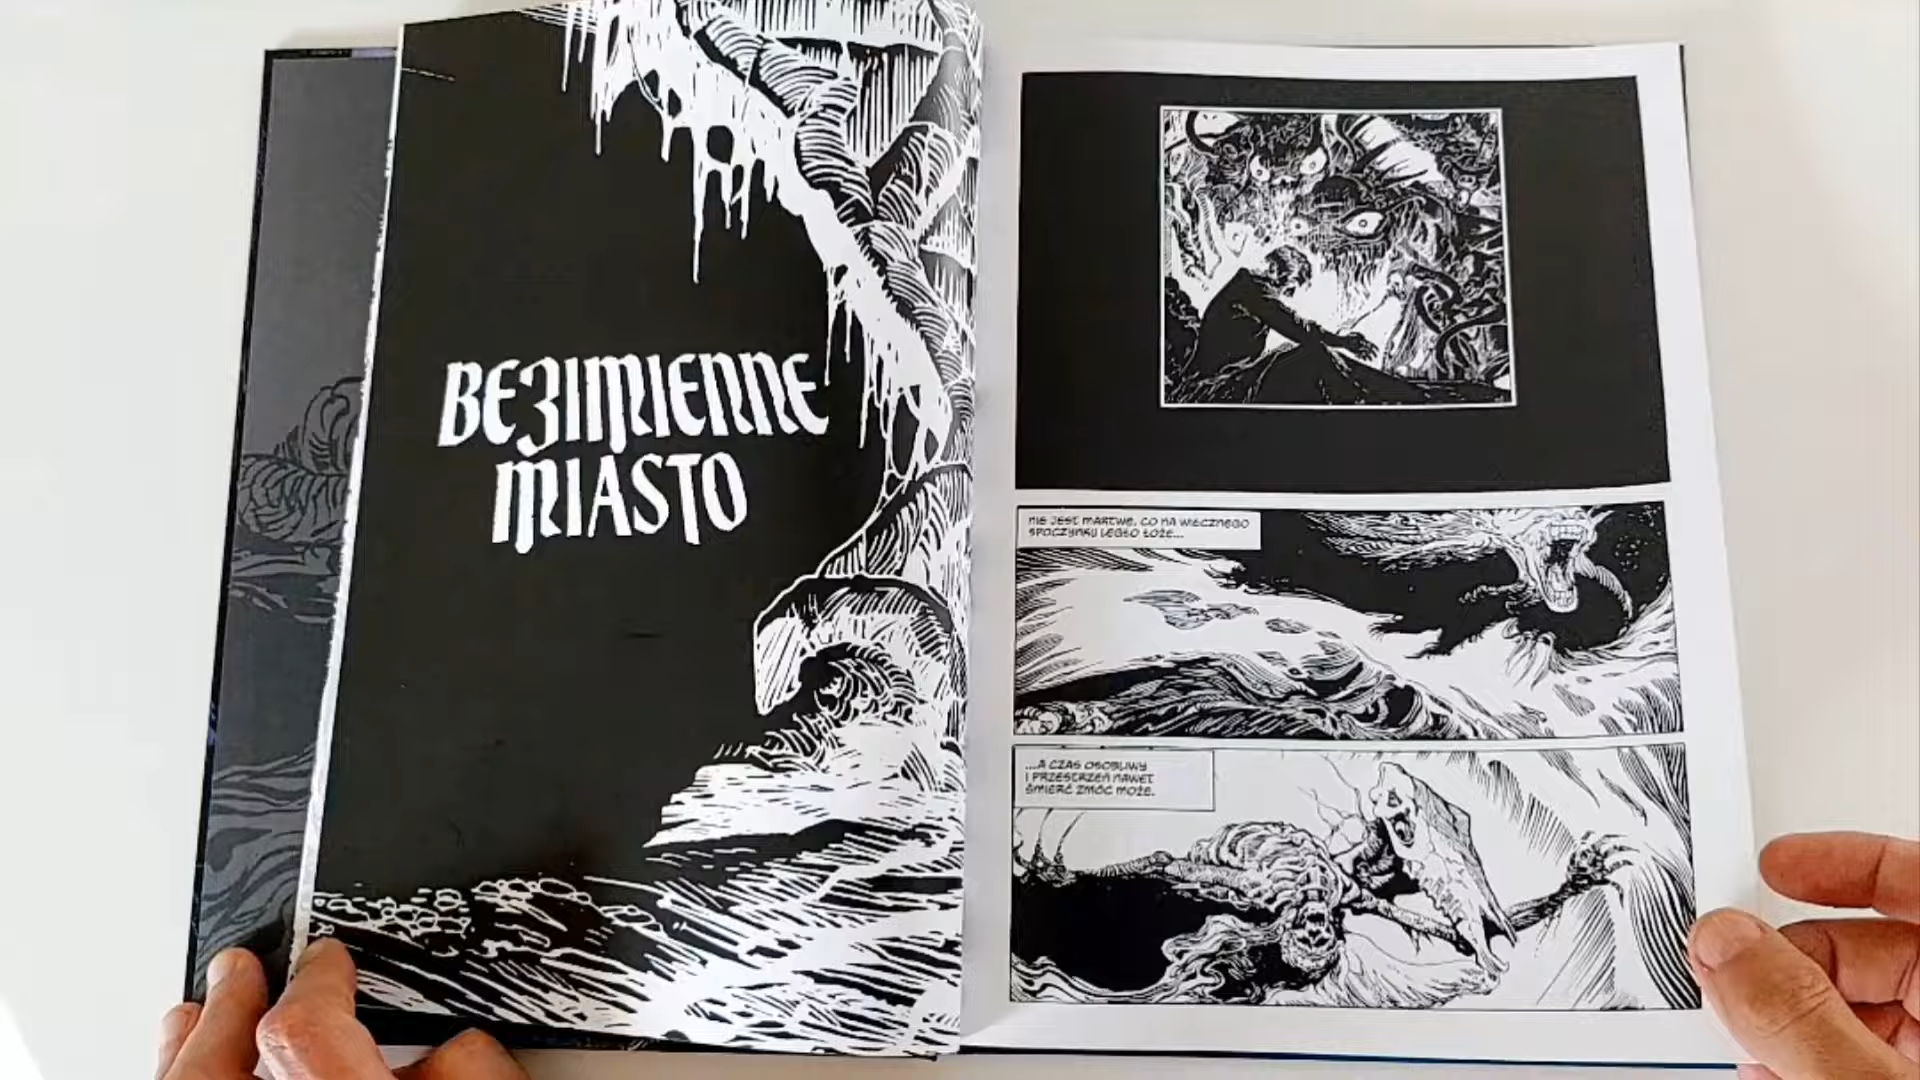 BEZIMIENNE
MIASTO
NIE JEST MARTWE, CO NA WIECZNEGO
SPOCZYNKU LEGŁO ŁOŻE...
...A CZAS OSOBLIWY
I PRZESTRZEŃ NAWET
ŚMIERĆ ZMÓC MOŻE.